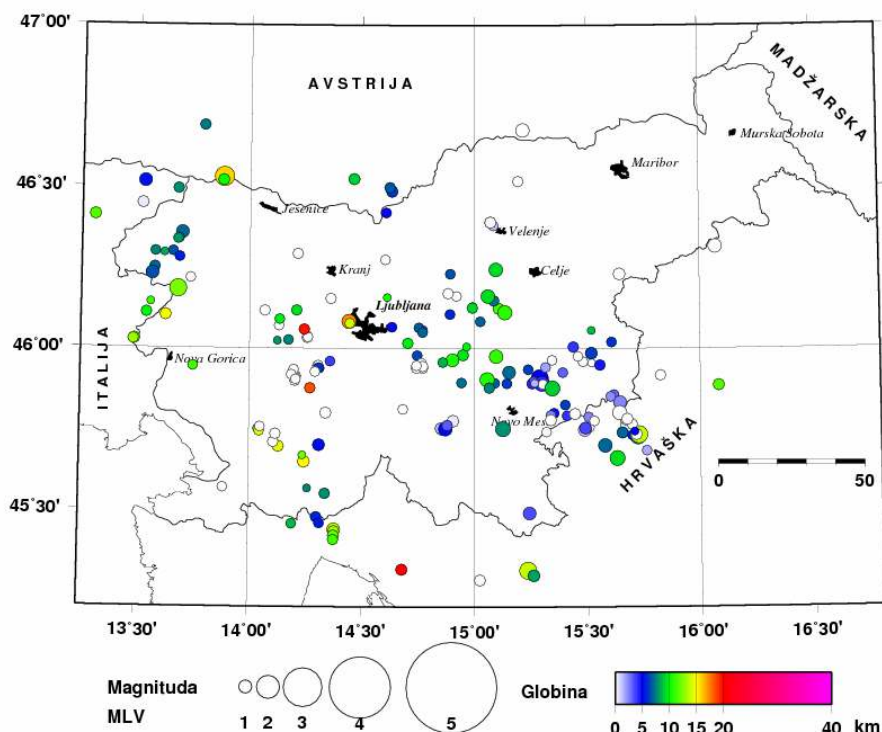 47°00'
AVSTRIJA
MADŽARSKA
Murska Sobota
Maribor
46°30'
Jesenice
Velenje
Kranj
Celje
Ljubljana
46°00'
Nova Gorica
ITALIJA
Novo Mes
HRVAŠKA
0 50
45°30'
13°30' 14°00' 14°30' 15°00' 15°30' 16°00' 16°30'
Magnituda
MLV
1 2 3 4 5
Globina
0 5 10 15 20 40 km